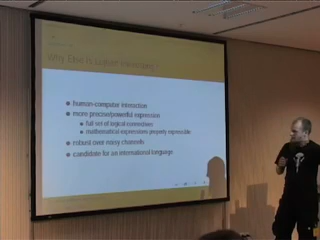 human-computer interaction
more precise/powerful expression
full set of logical connectives
mathematical expressions properly expressible
robust over noisy channels
candidate for an international language